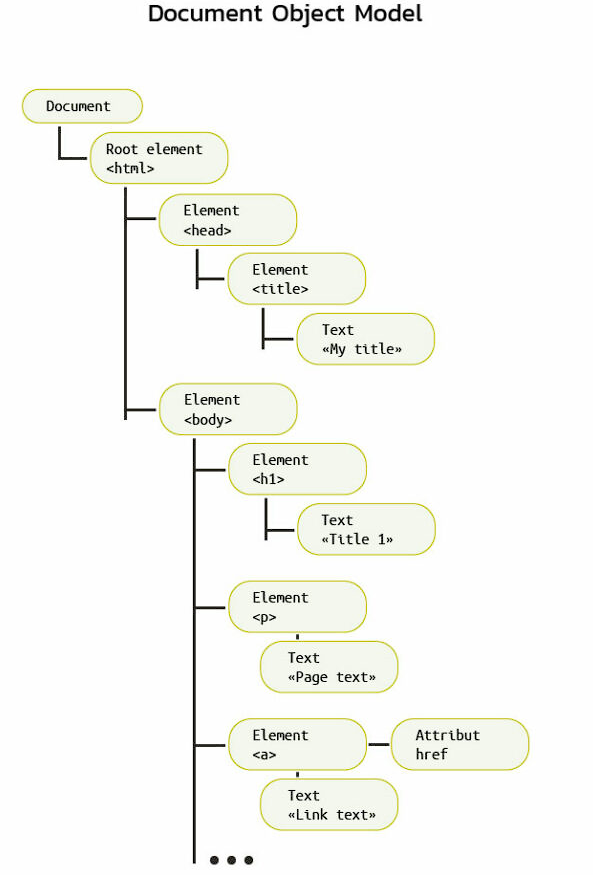 Document Object Model
Document
Root element
<html>
Element
<head>
Element
<title>
Text
«My title»
Element
<body>
Element
<h1>
Text
«Title 1»
Element
<p>
Text
«Page text»
Element
<a>
Attribut
href
Text
«Link text»